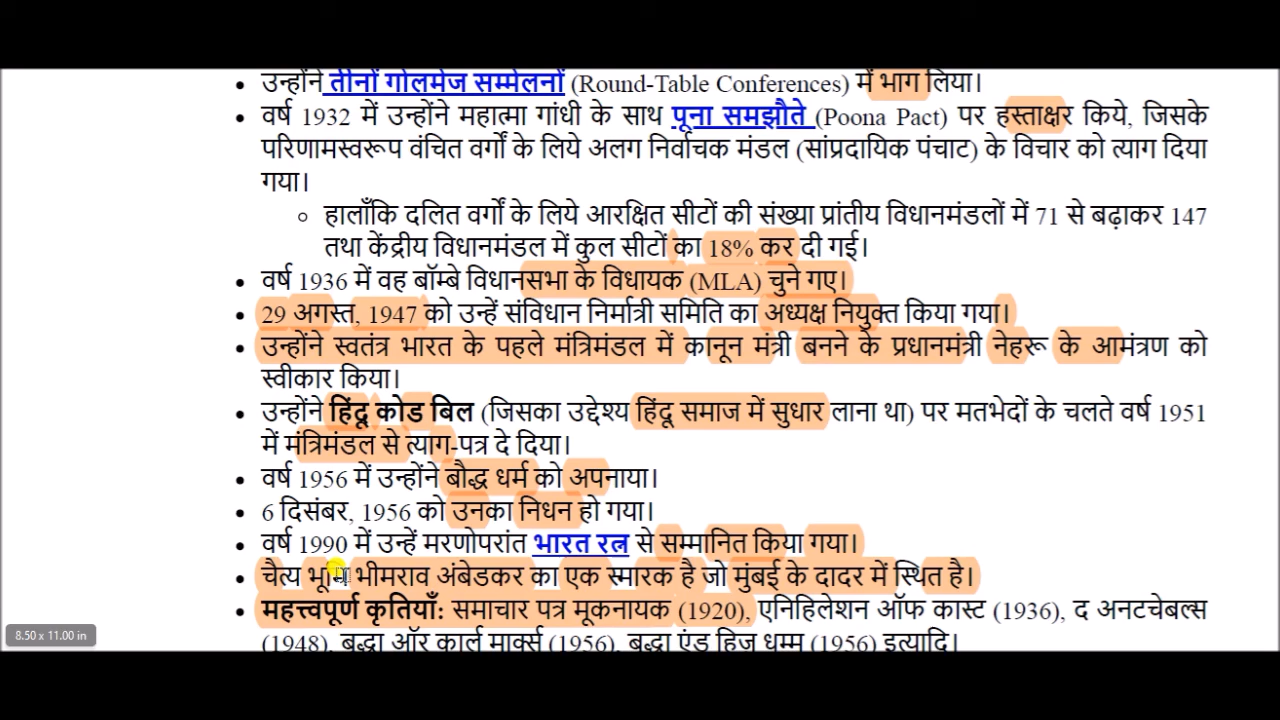 उन्होंने तीनों गोलमेज सम्मेलनों (Round-Table Conferences) में भाग लिया।
वर्ष 1932 में उन्होंने महात्मा गांधी के साथ पूना समझौते (Poona Pact) पर हस्ताक्षर किये, जिसके
परिणामस्वरूप वंचित वर्गों के लिये अलग निर्वाचक मंडल (सांप्रदायिक पंचाट) के विचार को त्याग दिया
गया।
हालाँकि दलित वर्गों के लिये आरक्षित सीटों की संख्या प्रांतीय विधानमंडलों में 71 से बढ़ाकर 147
तथा केंद्रीय विधानमंडल में कुल सीटों का 18% कर दी गई।
वर्ष 1936 में वह बॉम्बे विधानसभा के विधायक (MLA) चुने गए।
29 अगस्त, 1947 को उन्हें संविधान निर्मात्री समिति का अध्यक्ष नियुक्त किया गया।
उन्होंने स्वतंत्र भारत के पहले मंत्रिमंडल में कानून मंत्री बनने के प्रधानमंत्री नेहरू के आमंत्रण को
स्वीकार किया।
उन्होंने हिंदू कोड बिल (जिसका उद्देश्य हिंदू समाज में सुधार लाना था) पर मतभेदों के चलते वर्ष 1951
में मंत्रिमंडल से त्याग-पत्र दे दिया।
वर्ष 1956 में उन्होंने बौद्ध धर्म को अपनाया।
6 दिसंबर, 1956 को उनका निधन हो गया।
वर्ष 1990 में उन्हें मरणोपरांत भारत रत्न से सम्मानित किया गया।
चैत्य भूमि भीमराव अंबेडकर का एक स्मारक है जो मुंबई के दादर में स्थित है।
महत्त्वपूर्ण कृतियाँ: समाचार पत्र मूकनायक (1920), एनिहिलेशन ऑफ कास्ट (1936), द अनटचेबल्स
(1948), बुद्धा ऑर कार्ल मार्क्स (1956), बुद्धा एंड हिज धम्म (1956) इत्यादि।
8.50 x 11.00 in